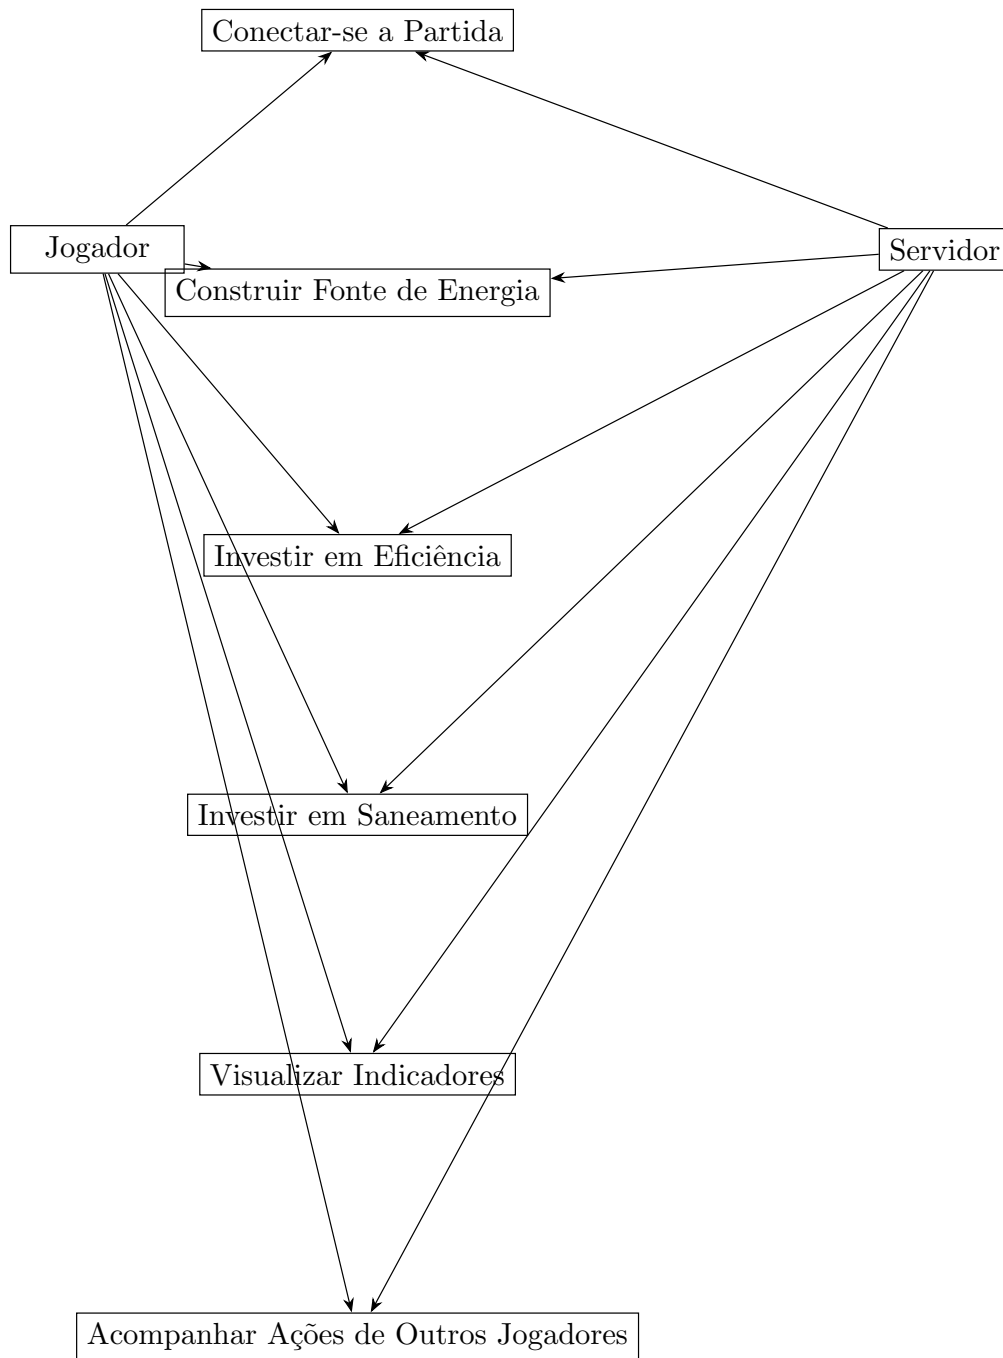 Conectar-se a Partida
Jogador
Servidor
Construir Fonte de Energia
Investir em Eficiência
Investir em Saneamento
Visualizar Indicadores
Acompanhar Ações de Outros Jogadores